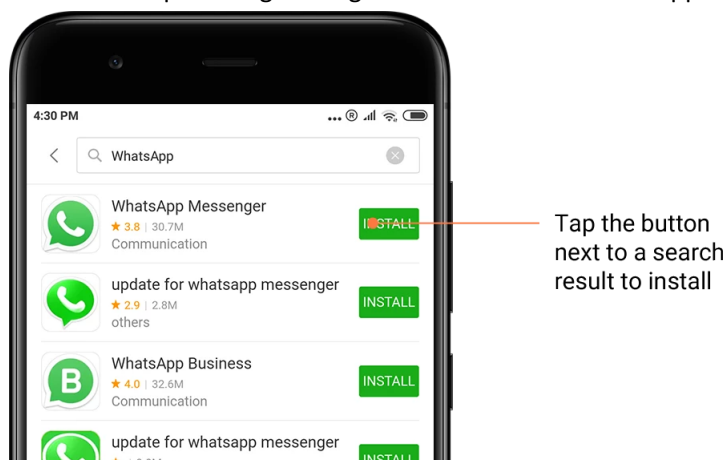 4:30 PM
WhatsApp
WhatsApp Messenger
3.8 | 30.7M
INSTALL
Communication
Tap the button
next to a search
result to install
update for whatsapp messenger
2.9 | 2.8M
INSTALL
others
WhatsApp Business
4.0 | 32.6M
INSTALL
Communication
B
update for whatsapp messenger
INSTALL